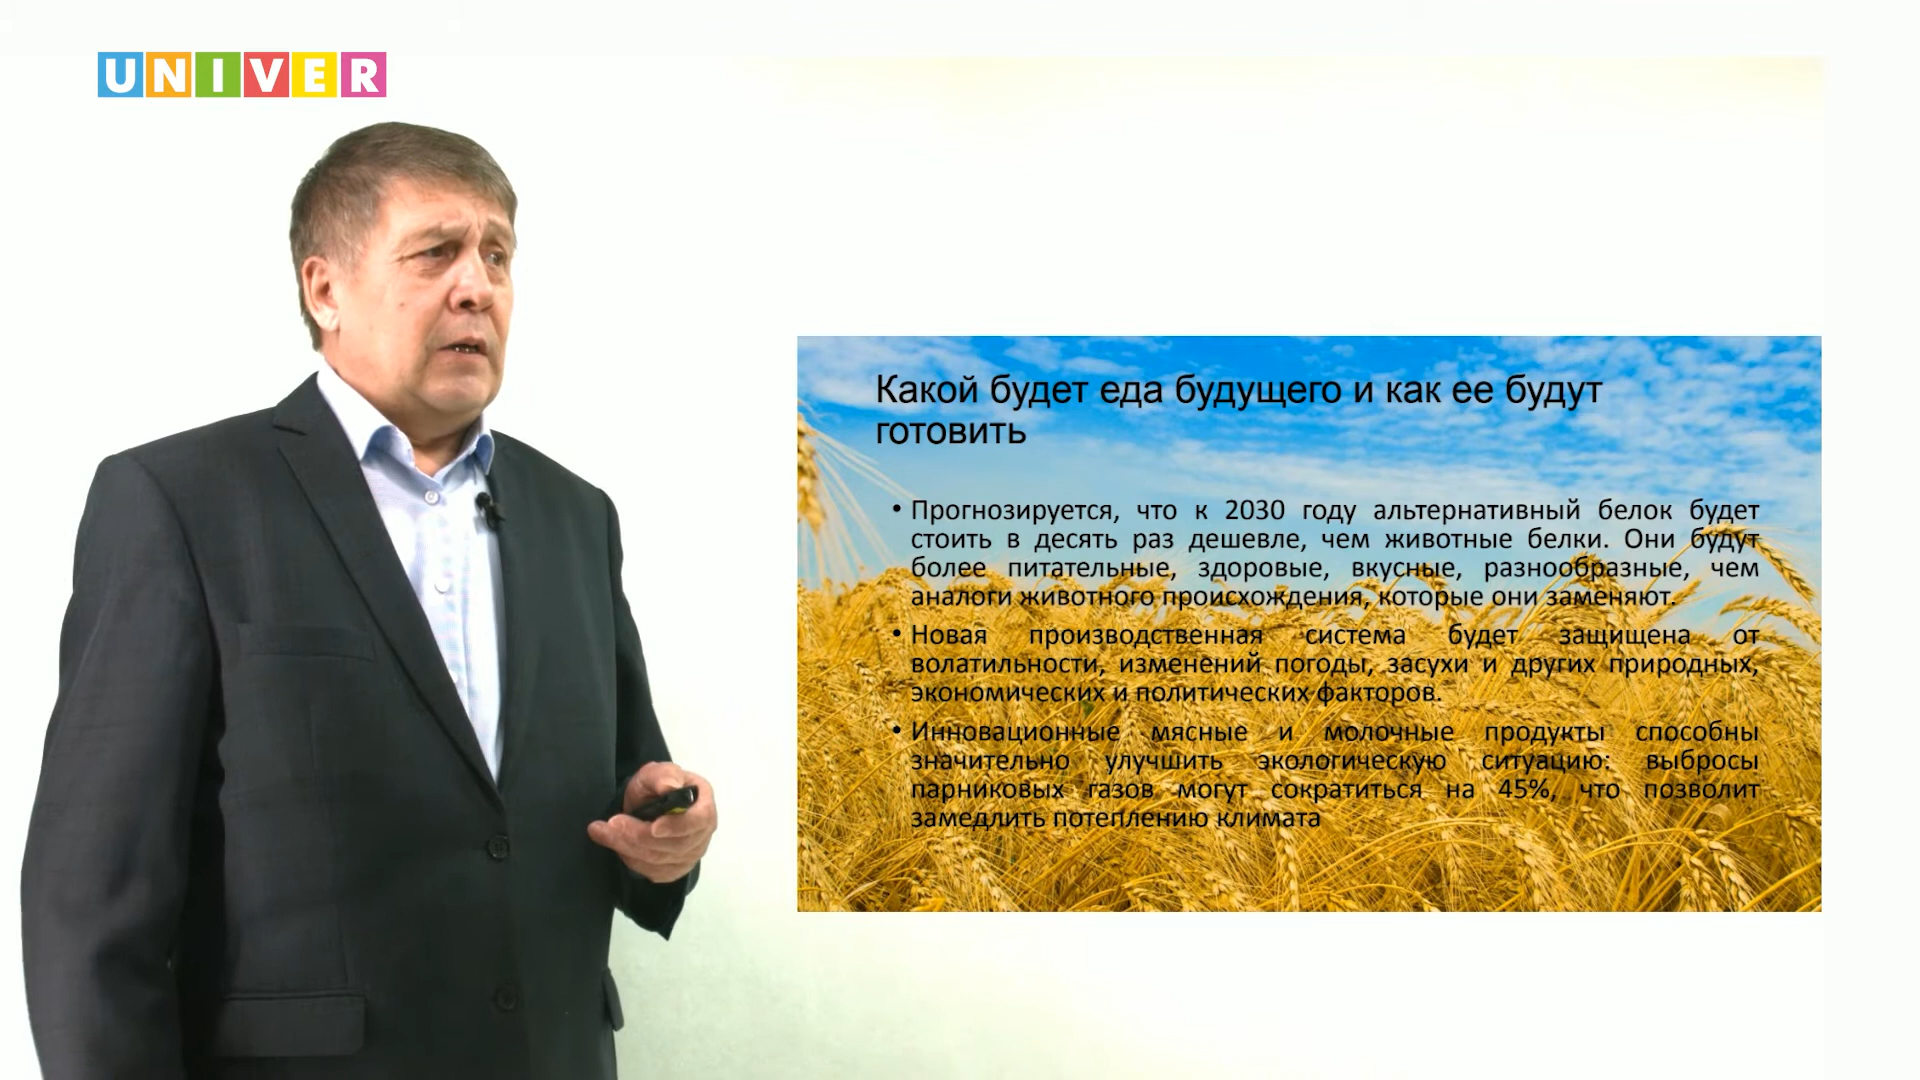 UNIVER
Какой будет еда будущего и как ее будут
готовить
• Прогнозируется, что к 2030 году альтернативный белок будет
стоить в десять раз дешевле, чем животные белки. Они будут
более питательные, здоровые, вкусные, разнообразные, чем
аналоги животного происхождения, которые они заменяют.
• Новая производственная система будет защищена от
волатильности, изменений погоды, засухи и других природных,
экономических и политических факторов.
• Инновационные мясные и молочные продукты способны
значительно улучшить экологическую ситуацию: выбросы
парниковых газов могут сократиться на 45%, что позволит
замедлить потеплению климата